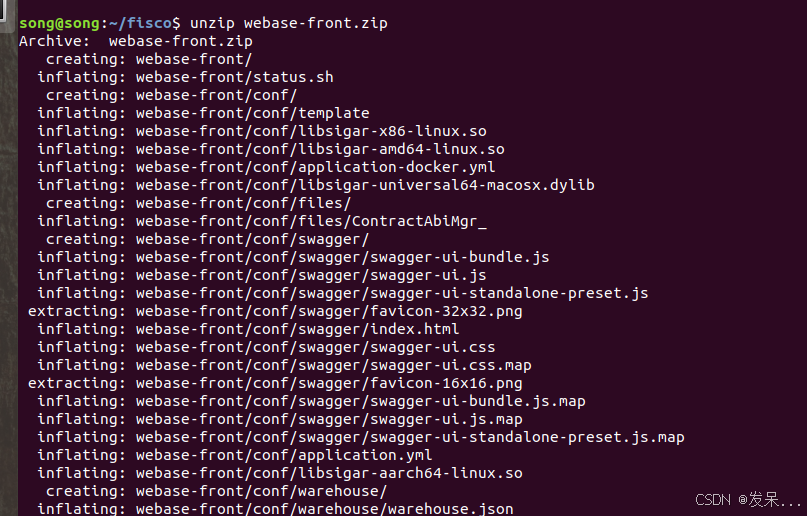 song@song:~/fisco$ unzip webase-front.zip
Archive:  webase-front.zip
   creating: webase-front/
  inflating: webase-front/status.sh
   creating: webase-front/conf/
  inflating: webase-front/conf/template
  inflating: webase-front/conf/libsigar-x86-linux.so
  inflating: webase-front/conf/libsigar-amd64-linux.so
  inflating: webase-front/conf/application-docker.yml
  inflating: webase-front/conf/libsigar-universal64-macosx.dylib
   creating: webase-front/conf/files/
  inflating: webase-front/conf/files/ContractAbiMgr_
   creating: webase-front/conf/swagger/
  inflating: webase-front/conf/swagger/swagger-ui-bundle.js
  inflating: webase-front/conf/swagger/swagger-ui.js
  inflating: webase-front/conf/swagger/swagger-ui-standalone-preset.js
 extracting: webase-front/conf/swagger/favicon-32x32.png
  inflating: webase-front/conf/swagger/index.html
  inflating: webase-front/conf/swagger/swagger-ui.css
  inflating: webase-front/conf/swagger/swagger-ui.css.map
 extracting: webase-front/conf/swagger/favicon-16x16.png
  inflating: webase-front/conf/swagger/swagger-ui-bundle.js.map
  inflating: webase-front/conf/swagger/swagger-ui.js.map
  inflating: webase-front/conf/swagger/swagger-ui-standalone-preset.js.map
  inflating: webase-front/conf/application.yml
  inflating: webase-front/conf/libsigar-aarch64-linux.so
   creating: webase-front/conf/warehouse/
  inflating: webase-front/conf/warehouse/warehouse.json
CSDN @发呆...